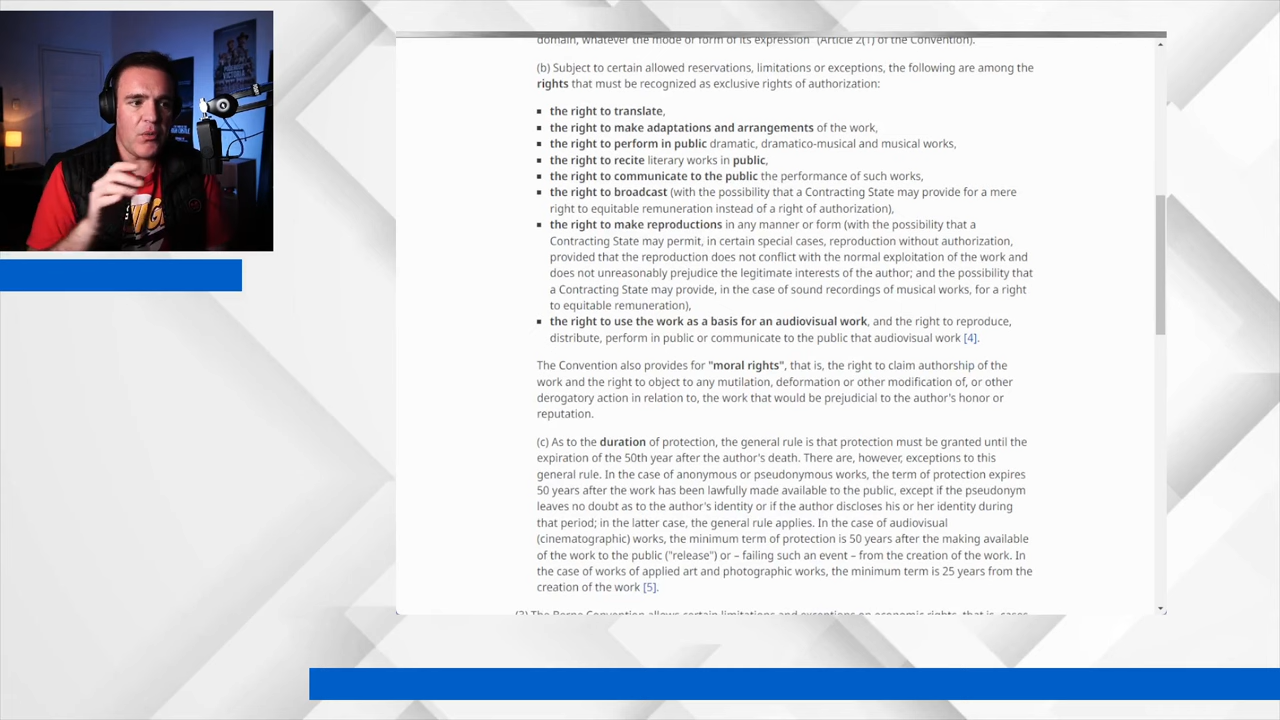 domain, whatever the mode or form of its expression" (Article 2(1) of the Convention).
(b) Subject to certain allowed reservations, limitations or exceptions, the following are among the
rights that must be recognized as exclusive rights of authorization:
▪ the right to translate,
▪ the right to make adaptations and arrangements of the work,
▪ the right to perform in public dramatic, dramatico-musical and musical works,
▪ the right to recite literary works in public,
▪ the right to communicate to the public the performance of such works,
▪ the right to broadcast (with the possibility that a Contracting State may provide for a mere
right to equitable remuneration instead of a right of authorization),
▪ the right to make reproductions in any manner or form (with the possibility that a
Contracting State may permit, in certain special cases, reproduction without authorization,
provided that the reproduction does not conflict with the normal exploitation of the work and
does not unreasonably prejudice the legitimate interests of the author; and the possibility that
a Contracting State may provide, in the case of sound recordings of musical works, for a right
to equitable remuneration),
▪ the right to use the work as a basis for an audiovisual work, and the right to reproduce,
distribute, perform in public or communicate to the public that audiovisual work [4].
The Convention also provides for "moral rights", that is, the right to claim authorship of the
work and the right to object to any mutilation, deformation or other modification of, or other
derogatory action in relation to, the work that would be prejudicial to the author's honor or
reputation.
(c) As to the duration of protection, the general rule is that protection must be granted until the
expiration of the 50th year after the author's death. There are, however, exceptions to this
general rule. In the case of anonymous or pseudonymous works, the term of protection expires
50 years after the work has been lawfully made available to the public, except if the pseudonym
leaves no doubt as to the author's identity or if the author discloses his or her identity during
that period; in the latter case, the general rule applies. In the case of audiovisual
(cinematographic) works, the minimum term of protection is 50 years after the making available
of the work to the public ("release") or – failing such an event – from the creation of the work. In
the case of works of applied art and photographic works, the minimum term is 25 years from the
creation of the work [5].
(3) The Berne Convention allows certain limitations and exceptions on economic rights, that is, cases